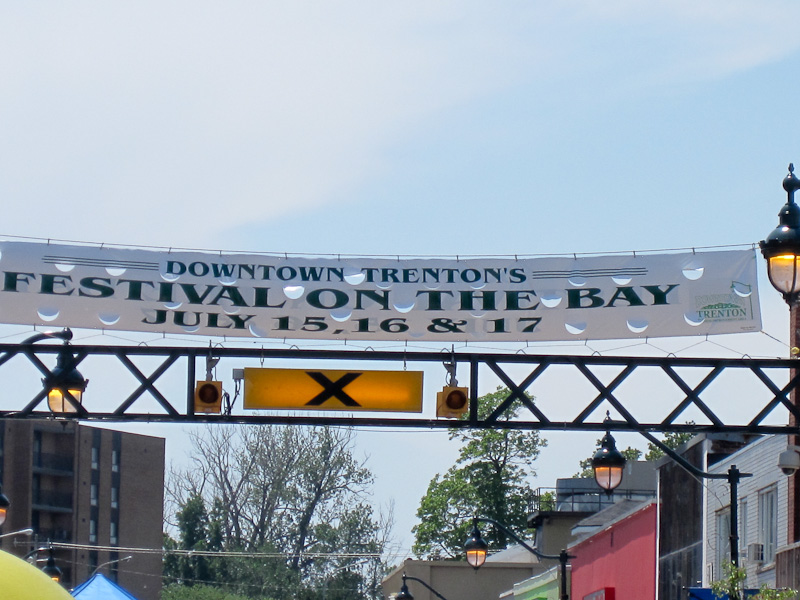 DOWNTOWN TRENTON'S
FESTIVAL ON THE BAY
JULY 15, 16 & 17
TRENTON
X